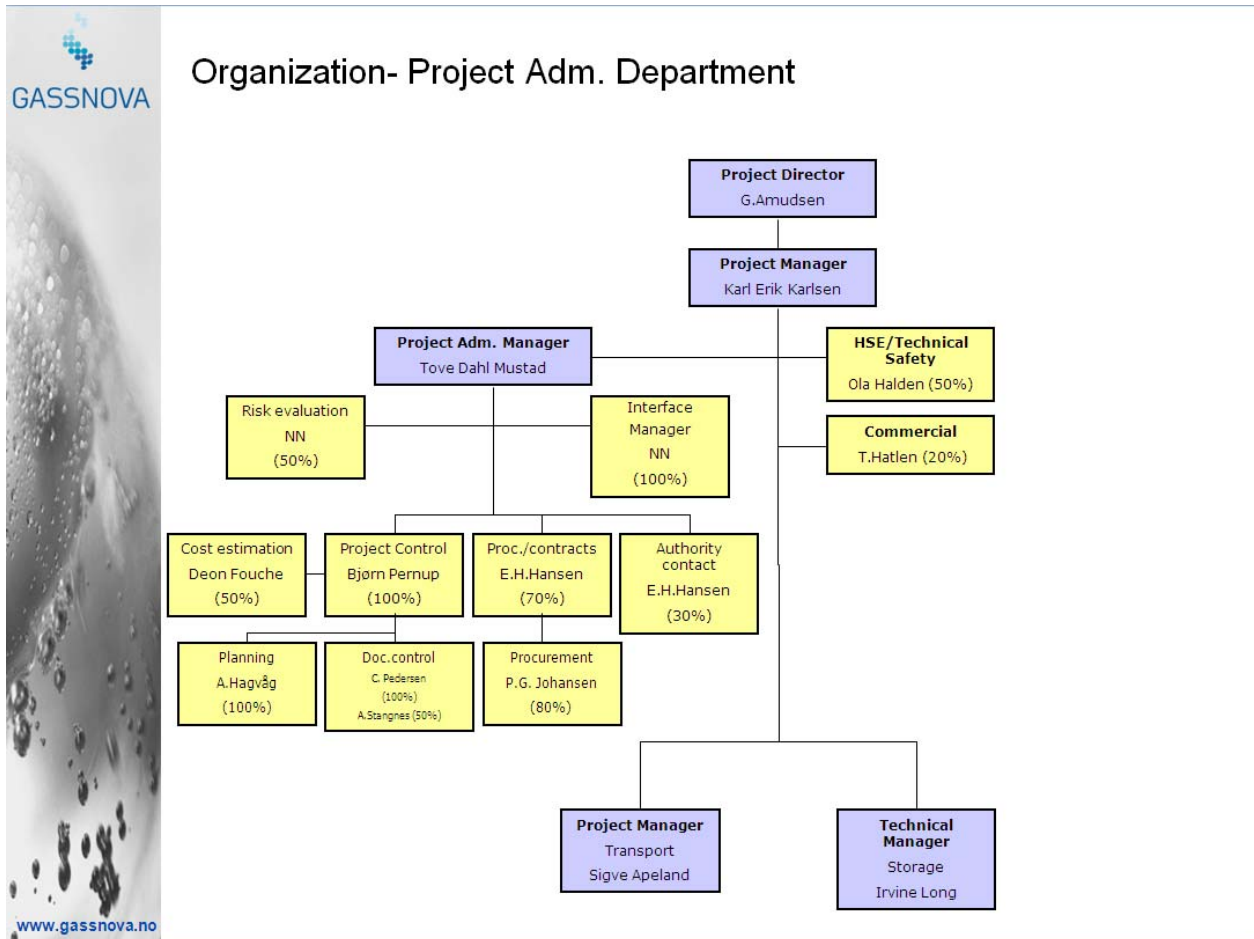 GASSNOVA
Organization- Project Adm. Department
Project Director
G.Amudsen
Project Manager
Karl Erik Karlsen
Project Adm. Manager
Tove Dahl Mustad
HSE/Technical
Safety
Ola Halden (50%)
Risk evaluation
NN
(50%)
Interface
Manager
NN
(100%)
Commercial
T.Hatlen (20%)
Cost estimation
Deon Fouche
(50%)
Project Control
Bjørn Pernup
(100%)
Proc./contracts
E.H.Hansen
(70%)
Authority
contact
E.H.Hansen
(30%)
Planning
A.Hagvåg
(100%)
Doc.control
C. Pedersen
(100%)
A.Stangnes (50%)
Procurement
P.G. Johansen
(80%)
Project Manager
Transport
Sigve Apeland
Technical
Manager
Storage
Irvine Long
www.gassnova.no